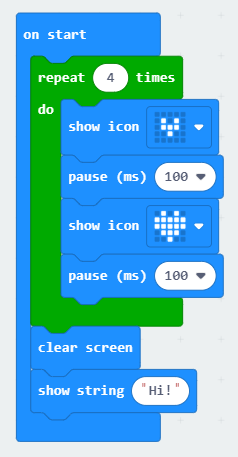 on start
repeat 4 times
do
show icon
pause (ms) 100
show icon
pause (ms) 100
clear screen
show string "Hi!"